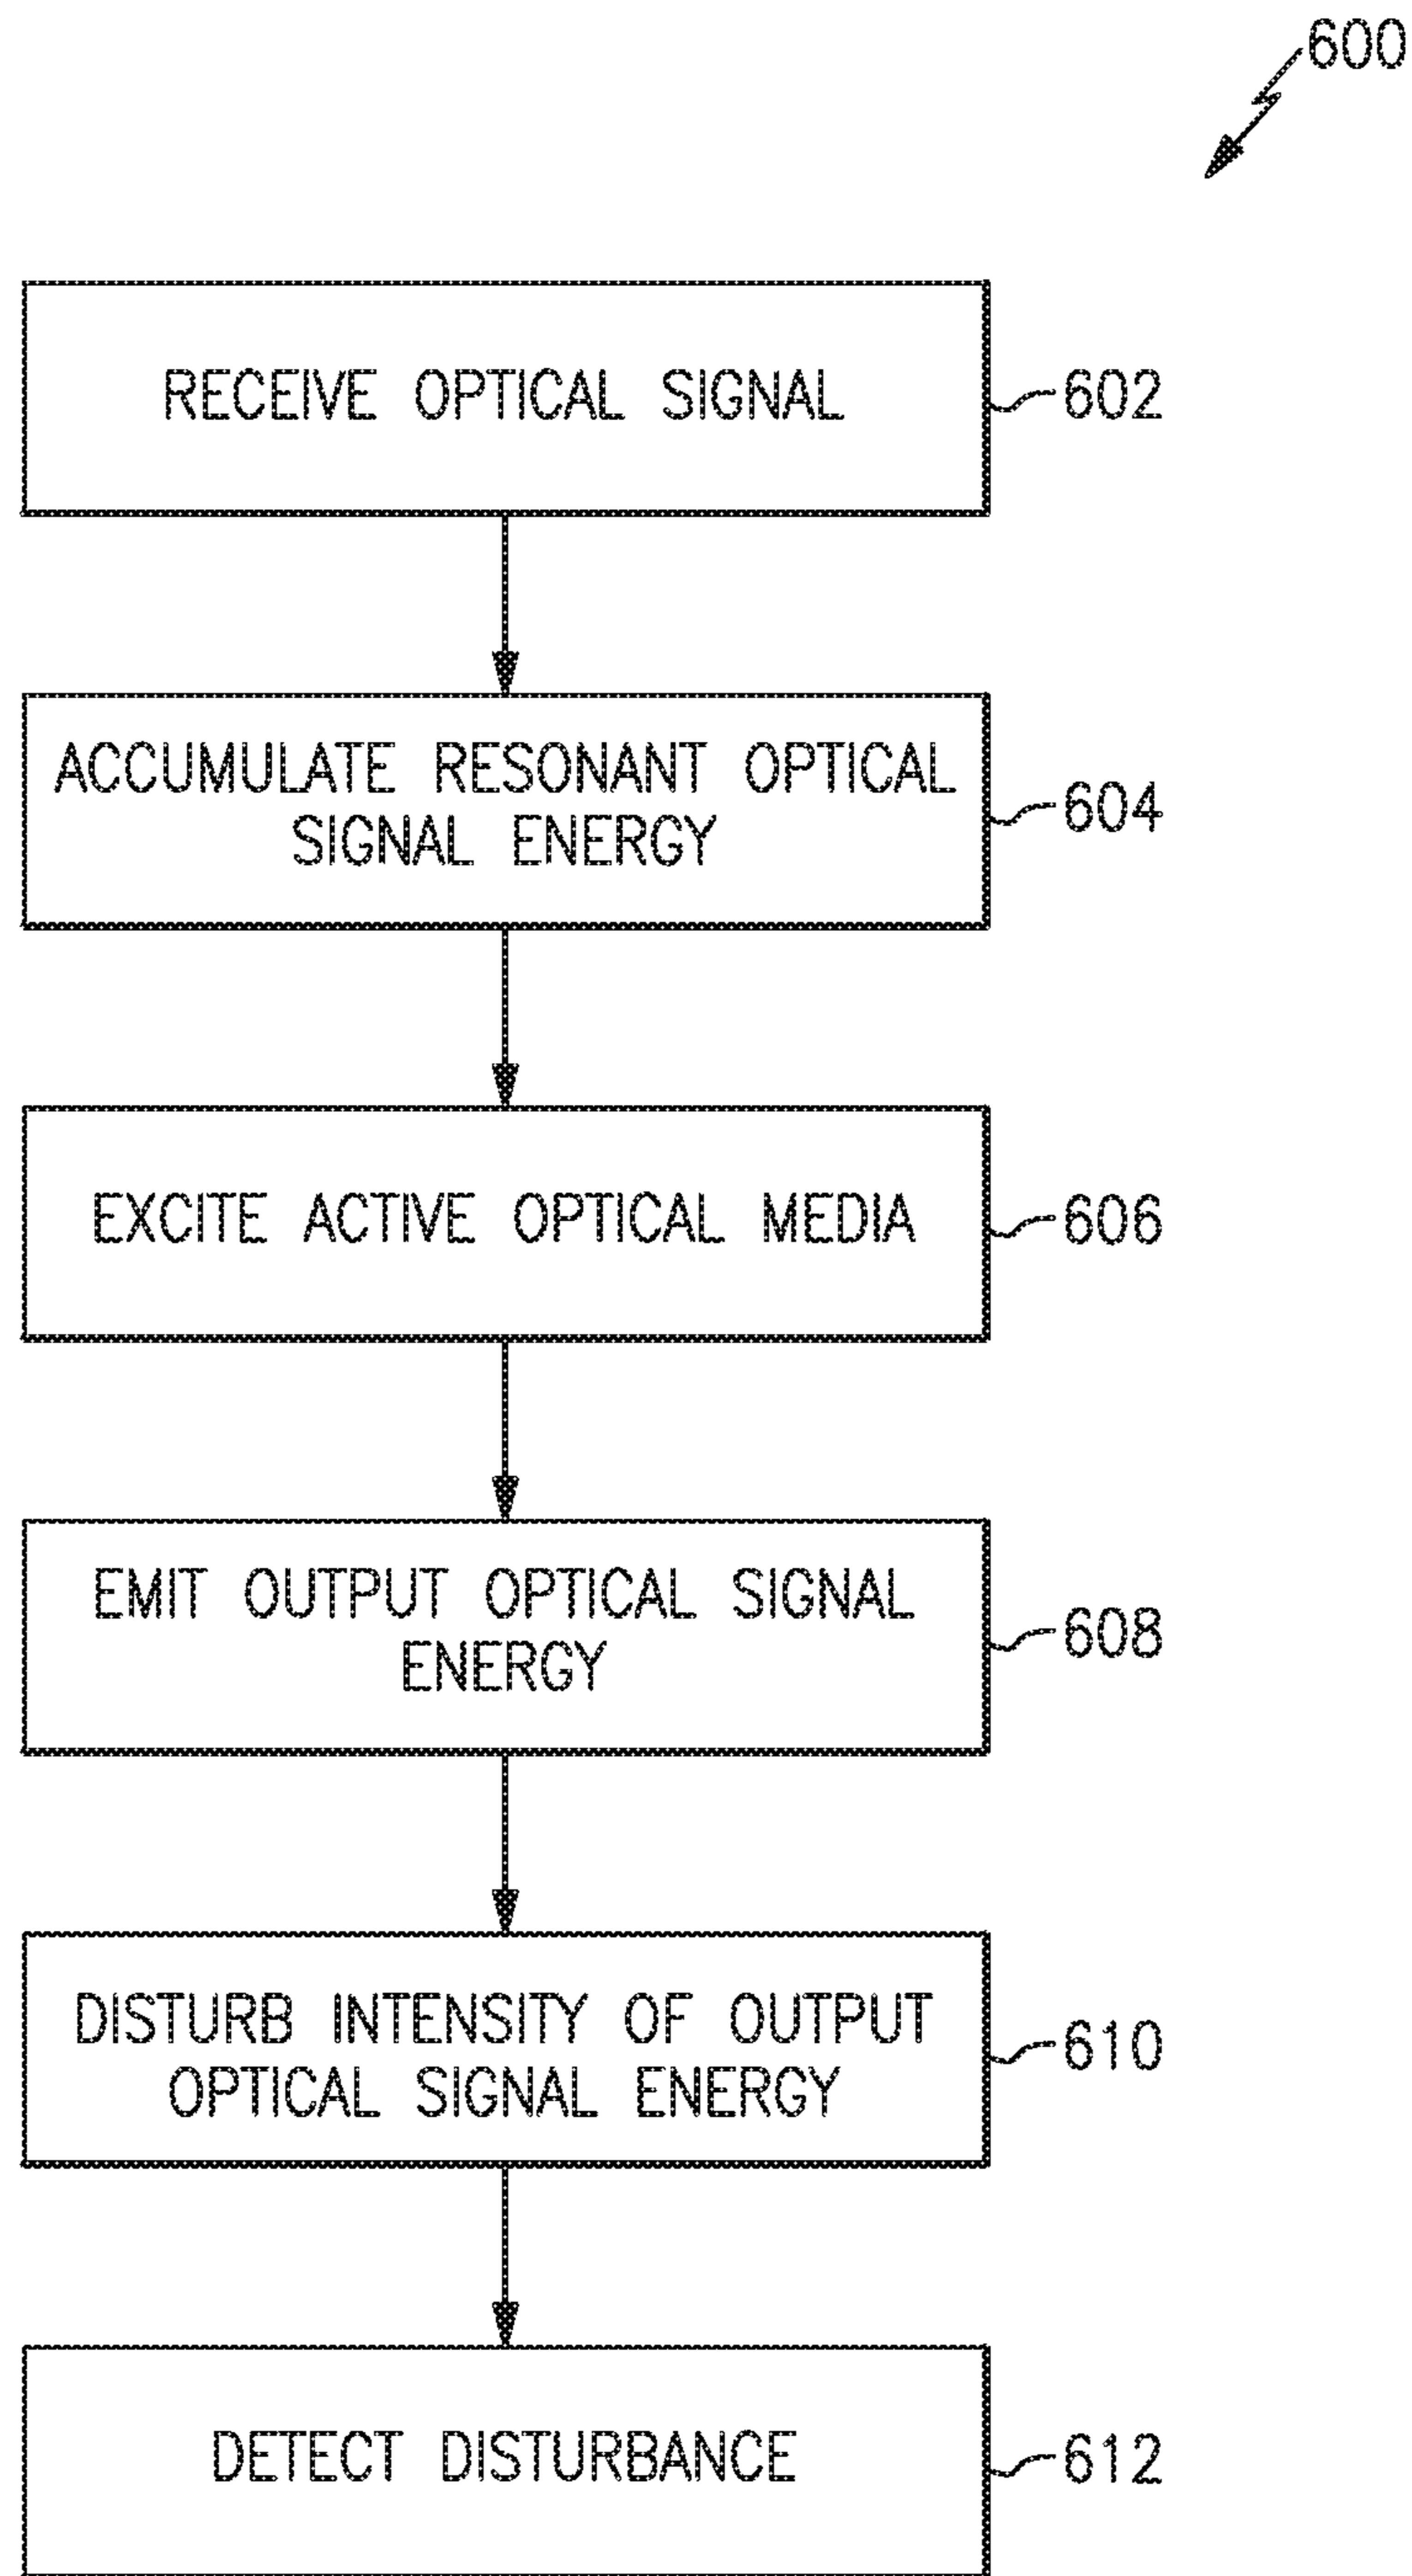 600
RECEIVE OPTICAL SIGNAL
602
ACCUMULATE RESONANT OPTICAL
SIGNAL ENERGY
604
EXCITE ACTIVE OPTICAL MEDIA
606
EMIT OUTPUT OPTICAL SIGNAL
ENERGY
608
DISTURB INTENSITY OF OUTPUT
OPTICAL SIGNAL ENERGY
610
DETECT DISTURBANCE
612